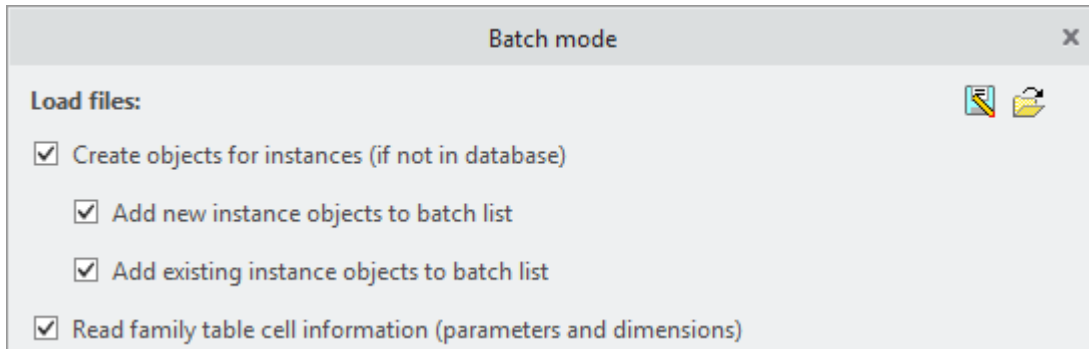 Batch mode
Load files:
Create objects for instances (if not in database)
Add new instance objects to batch list
Add existing instance objects to batch list
Read family table cell information (parameters and dimensions)